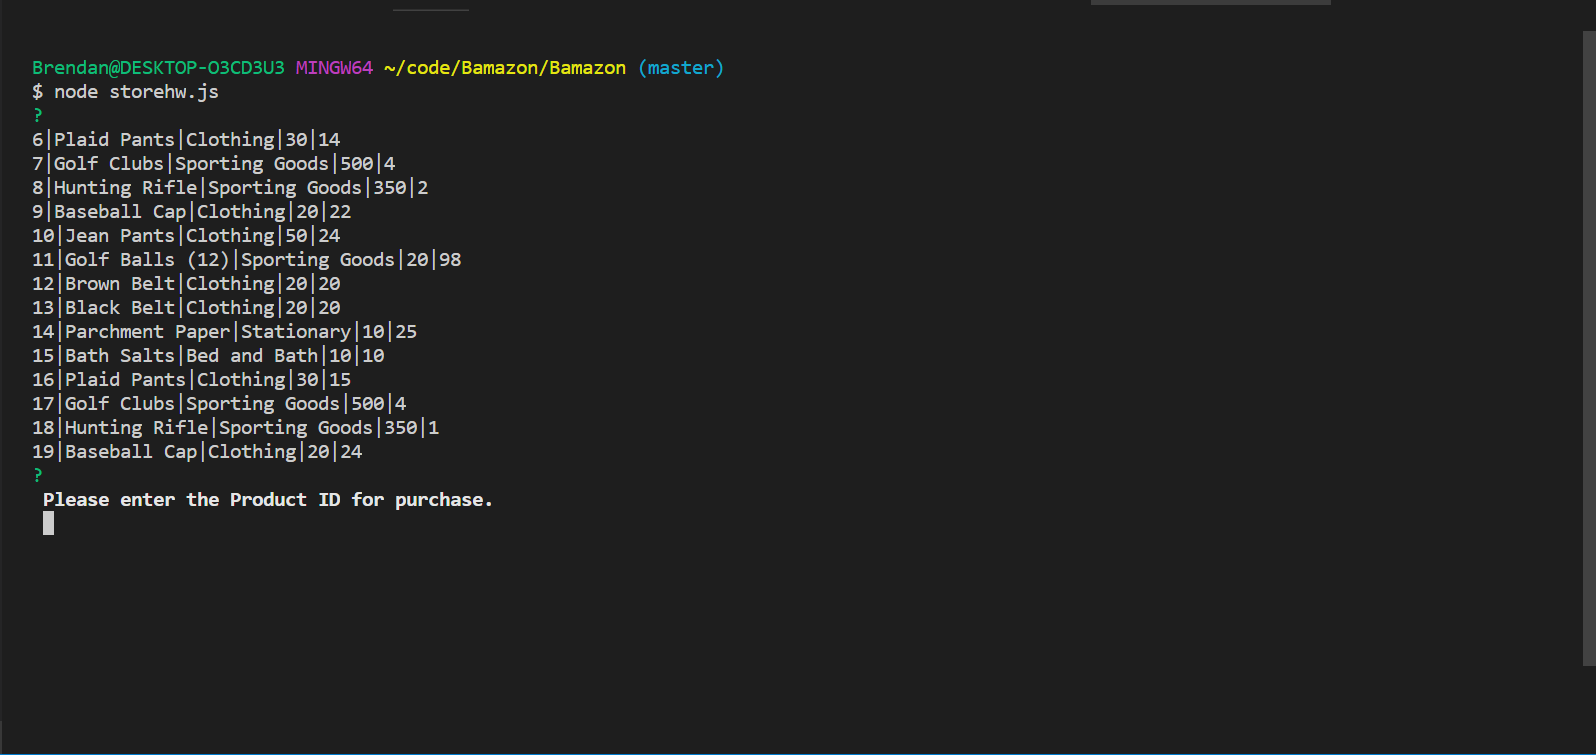 Brendan@DESKTOP-O3CD3U3 MINGW64 ~/code/Bamazon/Bamazon (master)
$ node storehw.js
?
6|Plaid Pants|Clothing|30|14
7|Golf Clubs|Sporting Goods|500|4
8|Hunting Rifle|Sporting Goods|350|2
9|Baseball Cap|Clothing|20|22
10|Jean Pants|Clothing|50|24
11|Golf Balls (12)|Sporting Goods|20|98
12|Brown Belt|Clothing|20|20
13|Black Belt|Clothing|20|20
14|Parchment Paper|Stationary|10|25
15|Bath Salts|Bed and Bath|10|10
16|Plaid Pants|Clothing|30|15
17|Golf Clubs|Sporting Goods|500|4
18|Hunting Rifle|Sporting Goods|350|1
19|Baseball Cap|Clothing|20|24
?
Please enter the Product ID for purchase.